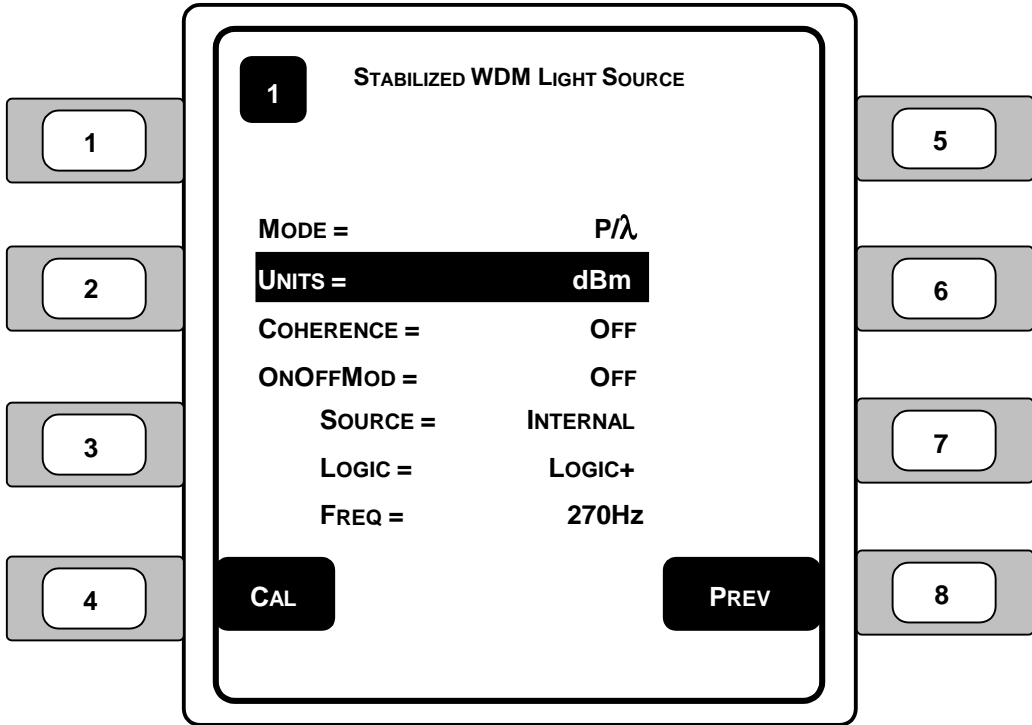 1
STABILIZED WDM LIGHT SOURCE
1
5
MODE = P/λ
2
UNITS = dBm
6
COHERENCE = OFF
ONOFFMOD = OFF
SOURCE = INTERNAL
3
7
LOGIC = LOGIC+
FREQ = 270Hz
4
CAL
PREV
8